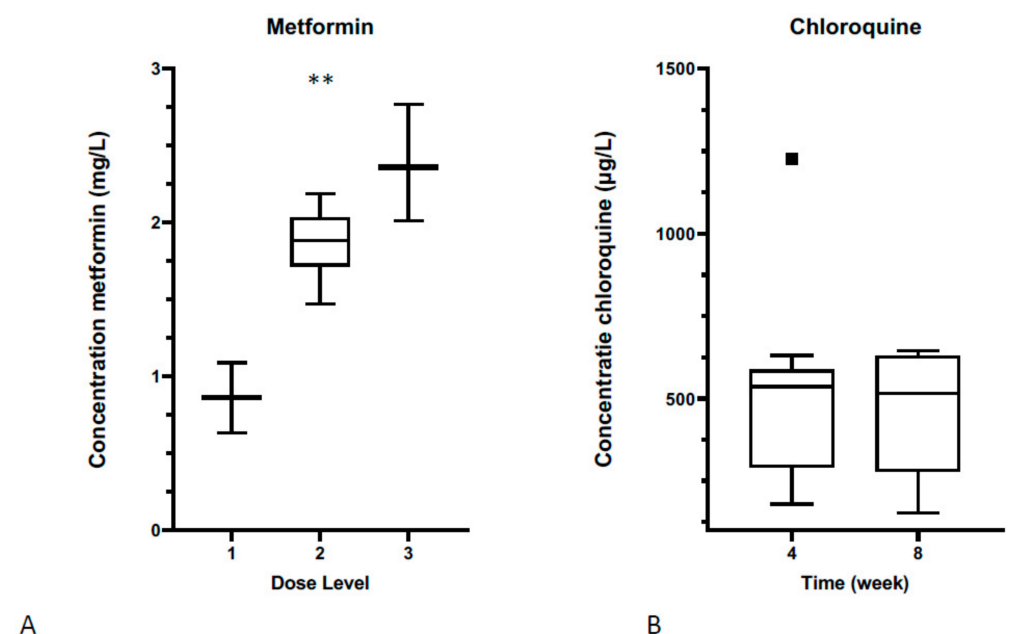 Metformin
**
Concentration metformin (mg/L)
3
2
1
0
1 2 3
Dose Level
A
Chloroquine
Concentratie chloroquine (µg/L)
1500
1000
500
4 8
Time (week)
B